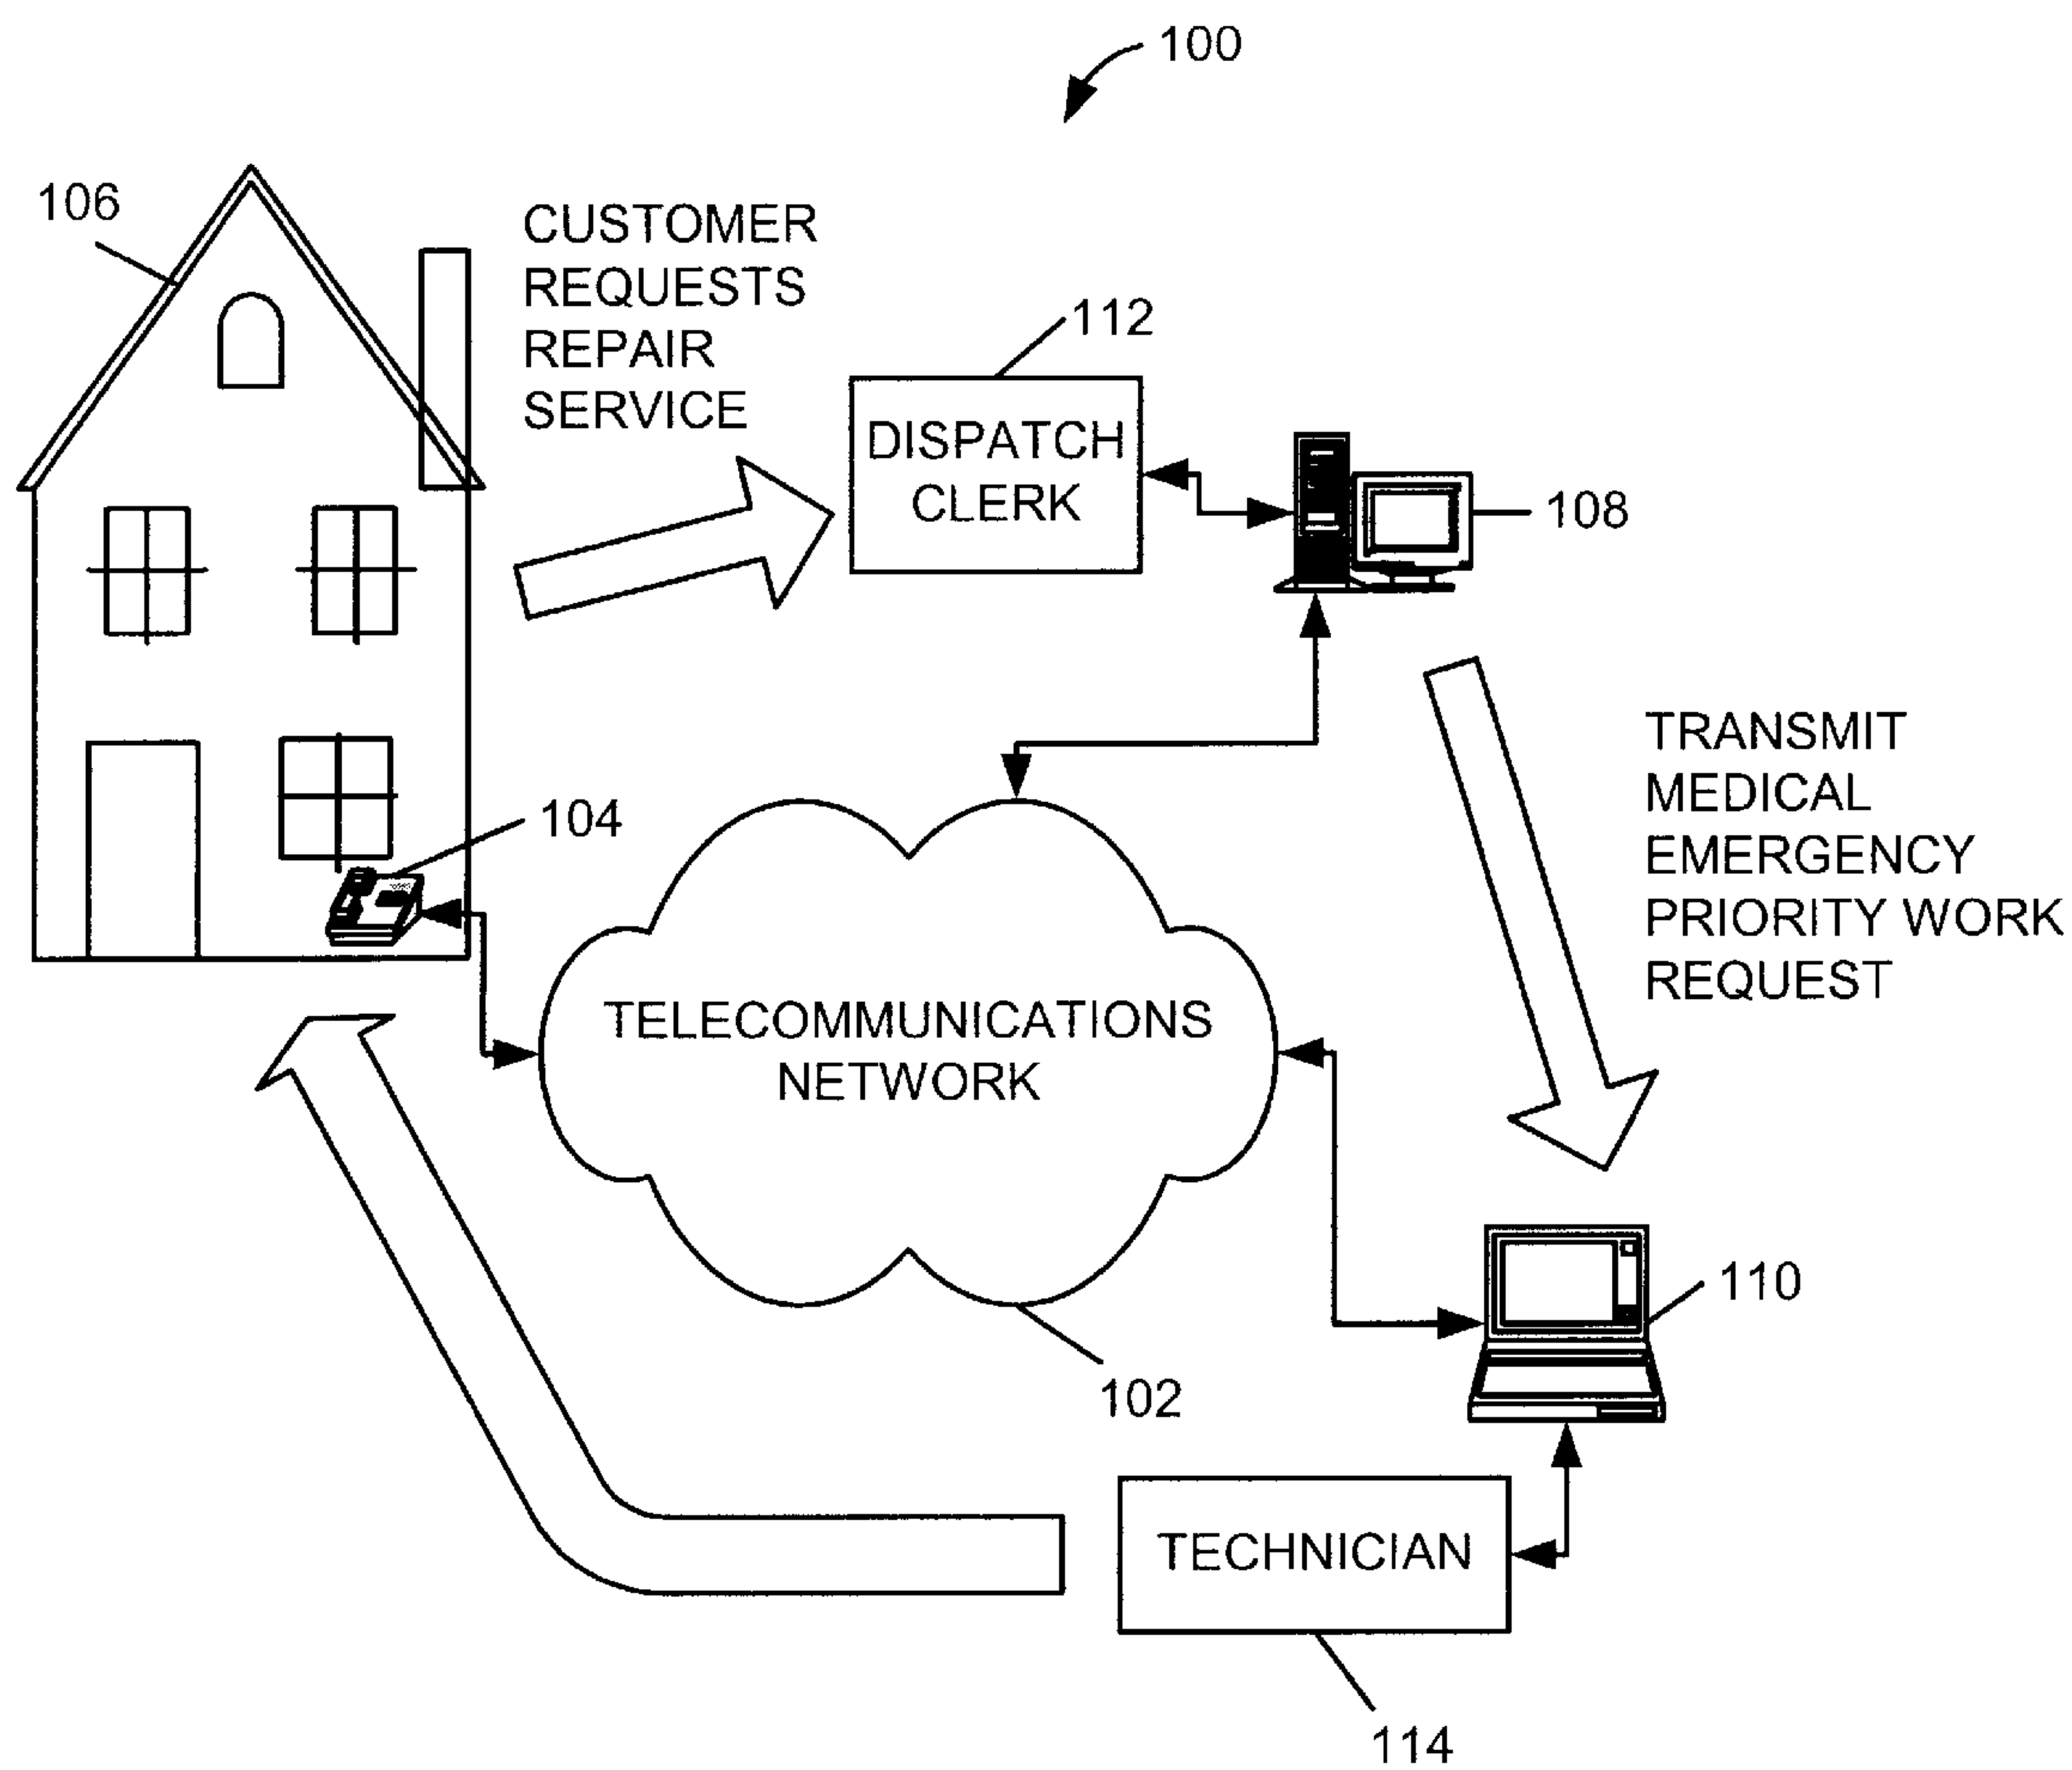 100
106
CUSTOMER
REQUESTS
REPAIR
SERVICE
112
DISPATCH
CLERK
108
TRANSMIT
MEDICAL
EMERGENCY
PRIORITY WORK
REQUEST
104
TELECOMMUNICATIONS
NETWORK
110
102
TECHNICIAN
114